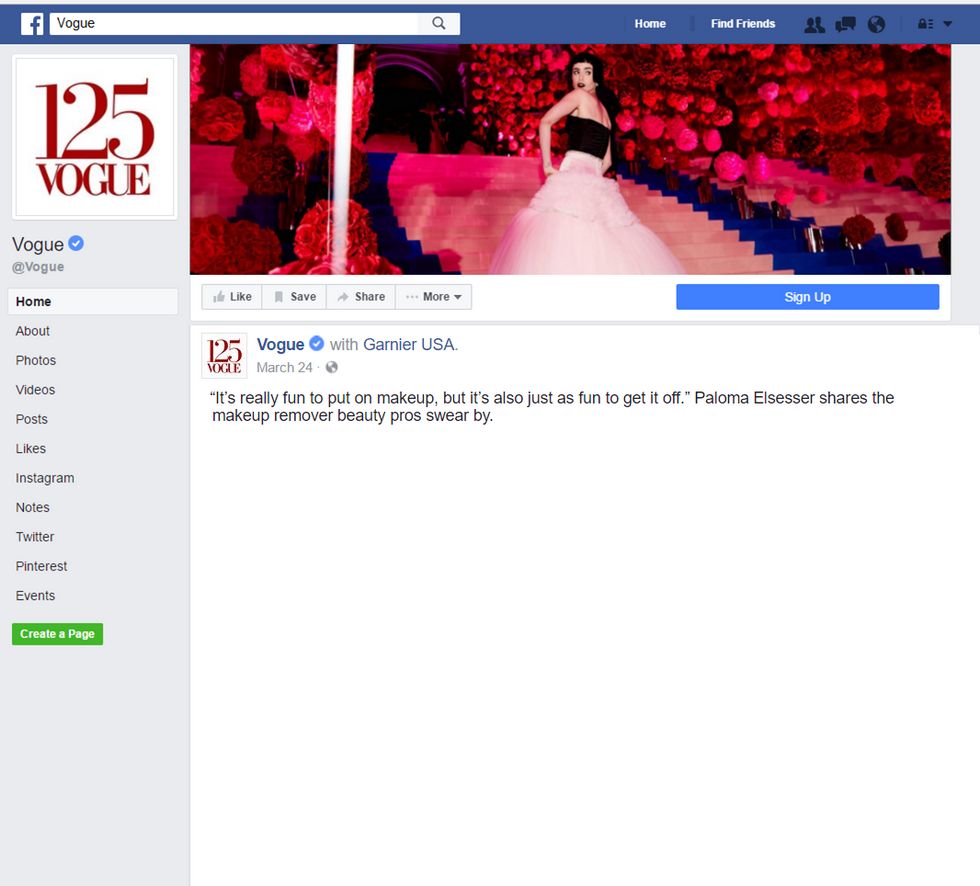 Vogue
Home
Find Friends
125
VOGUE
Vogue
@Vogue
Home
About
Photos
Videos
Posts
Likes
Instagram
Notes
Twitter
Pinterest
Events
Create a Page
Like
Save
Share
More
Sign Up
125
VOGUE
Vogue with Garnier USA.
March 24 ·
“It’s really fun to put on makeup, but it’s also just as fun to get it off.” Paloma Elsesser shares the
makeup remover beauty pros swear by.